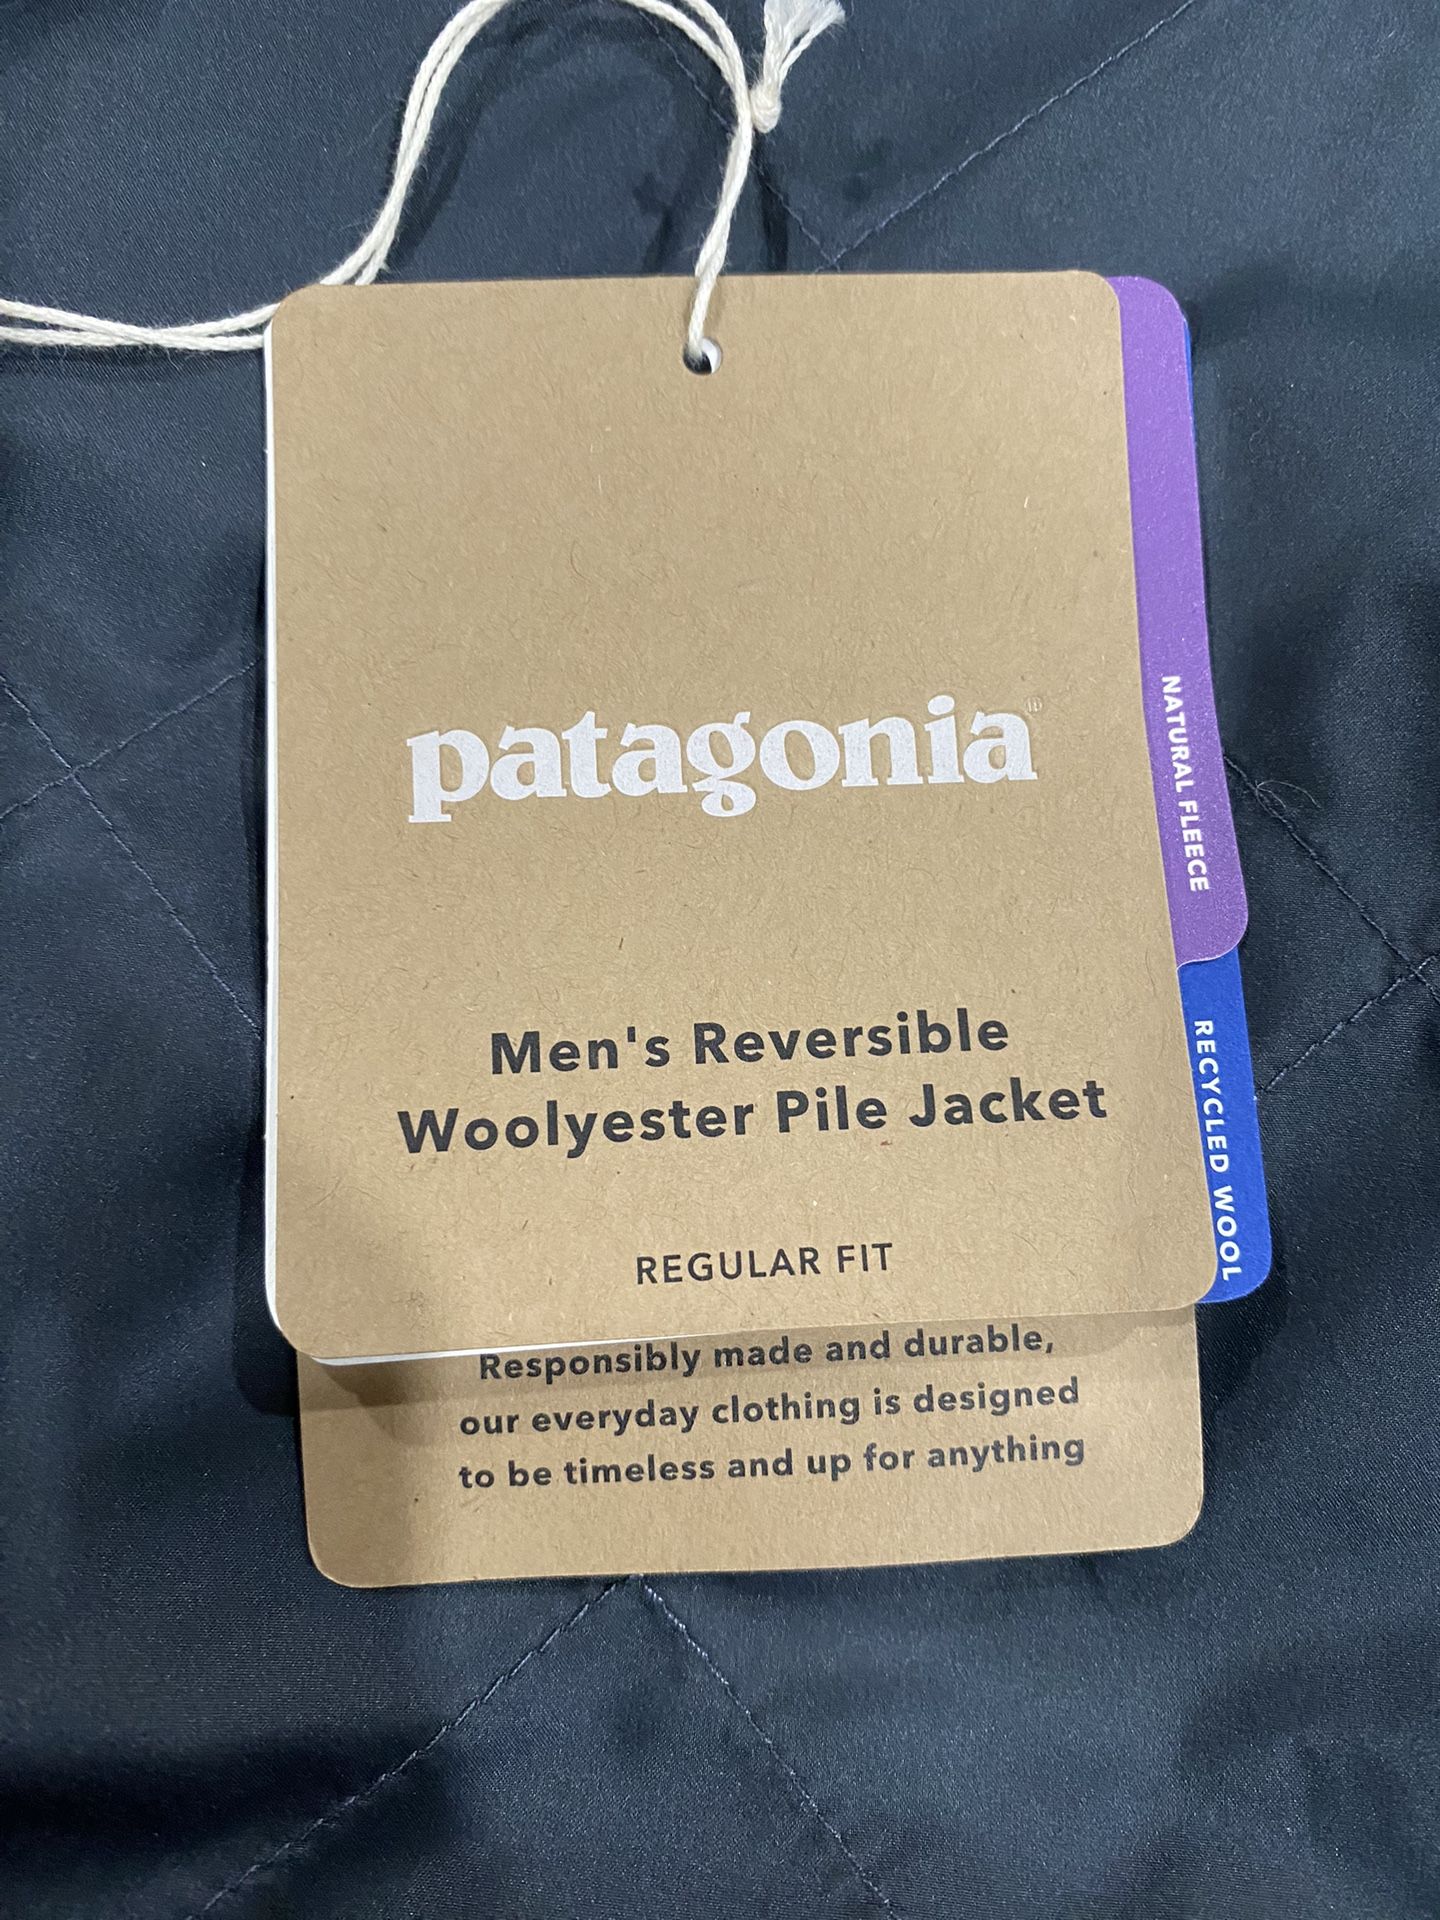 patagonia®
Men's Reversible
Woolyester Pile Jacket
REGULAR FIT
NATURAL FLEECE
RECYCLED WOOL
Responsibly made and durable,
our everyday clothing is designed
to be timeless and up for anything